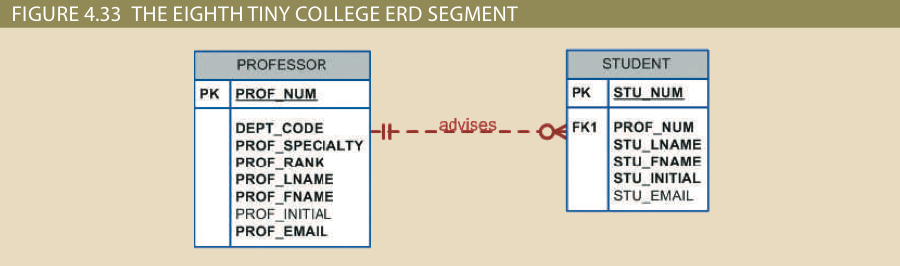 FIGURE 4.33 THE EIGHTH TINY COLLEGE ERD SEGMENT
PROFESSOR
PK PROF_NUM
DEPT_CODE
PROF_SPECIALTY
PROF_RANK
PROF_LNAME
PROF_FNAME
PROF_INITIAL
PROF_EMAIL
advises
STUDENT
PK STU_NUM
FK1 PROF_NUM
STU_LNAME
STU_FNAME
STU_INITIAL
STU_EMAIL